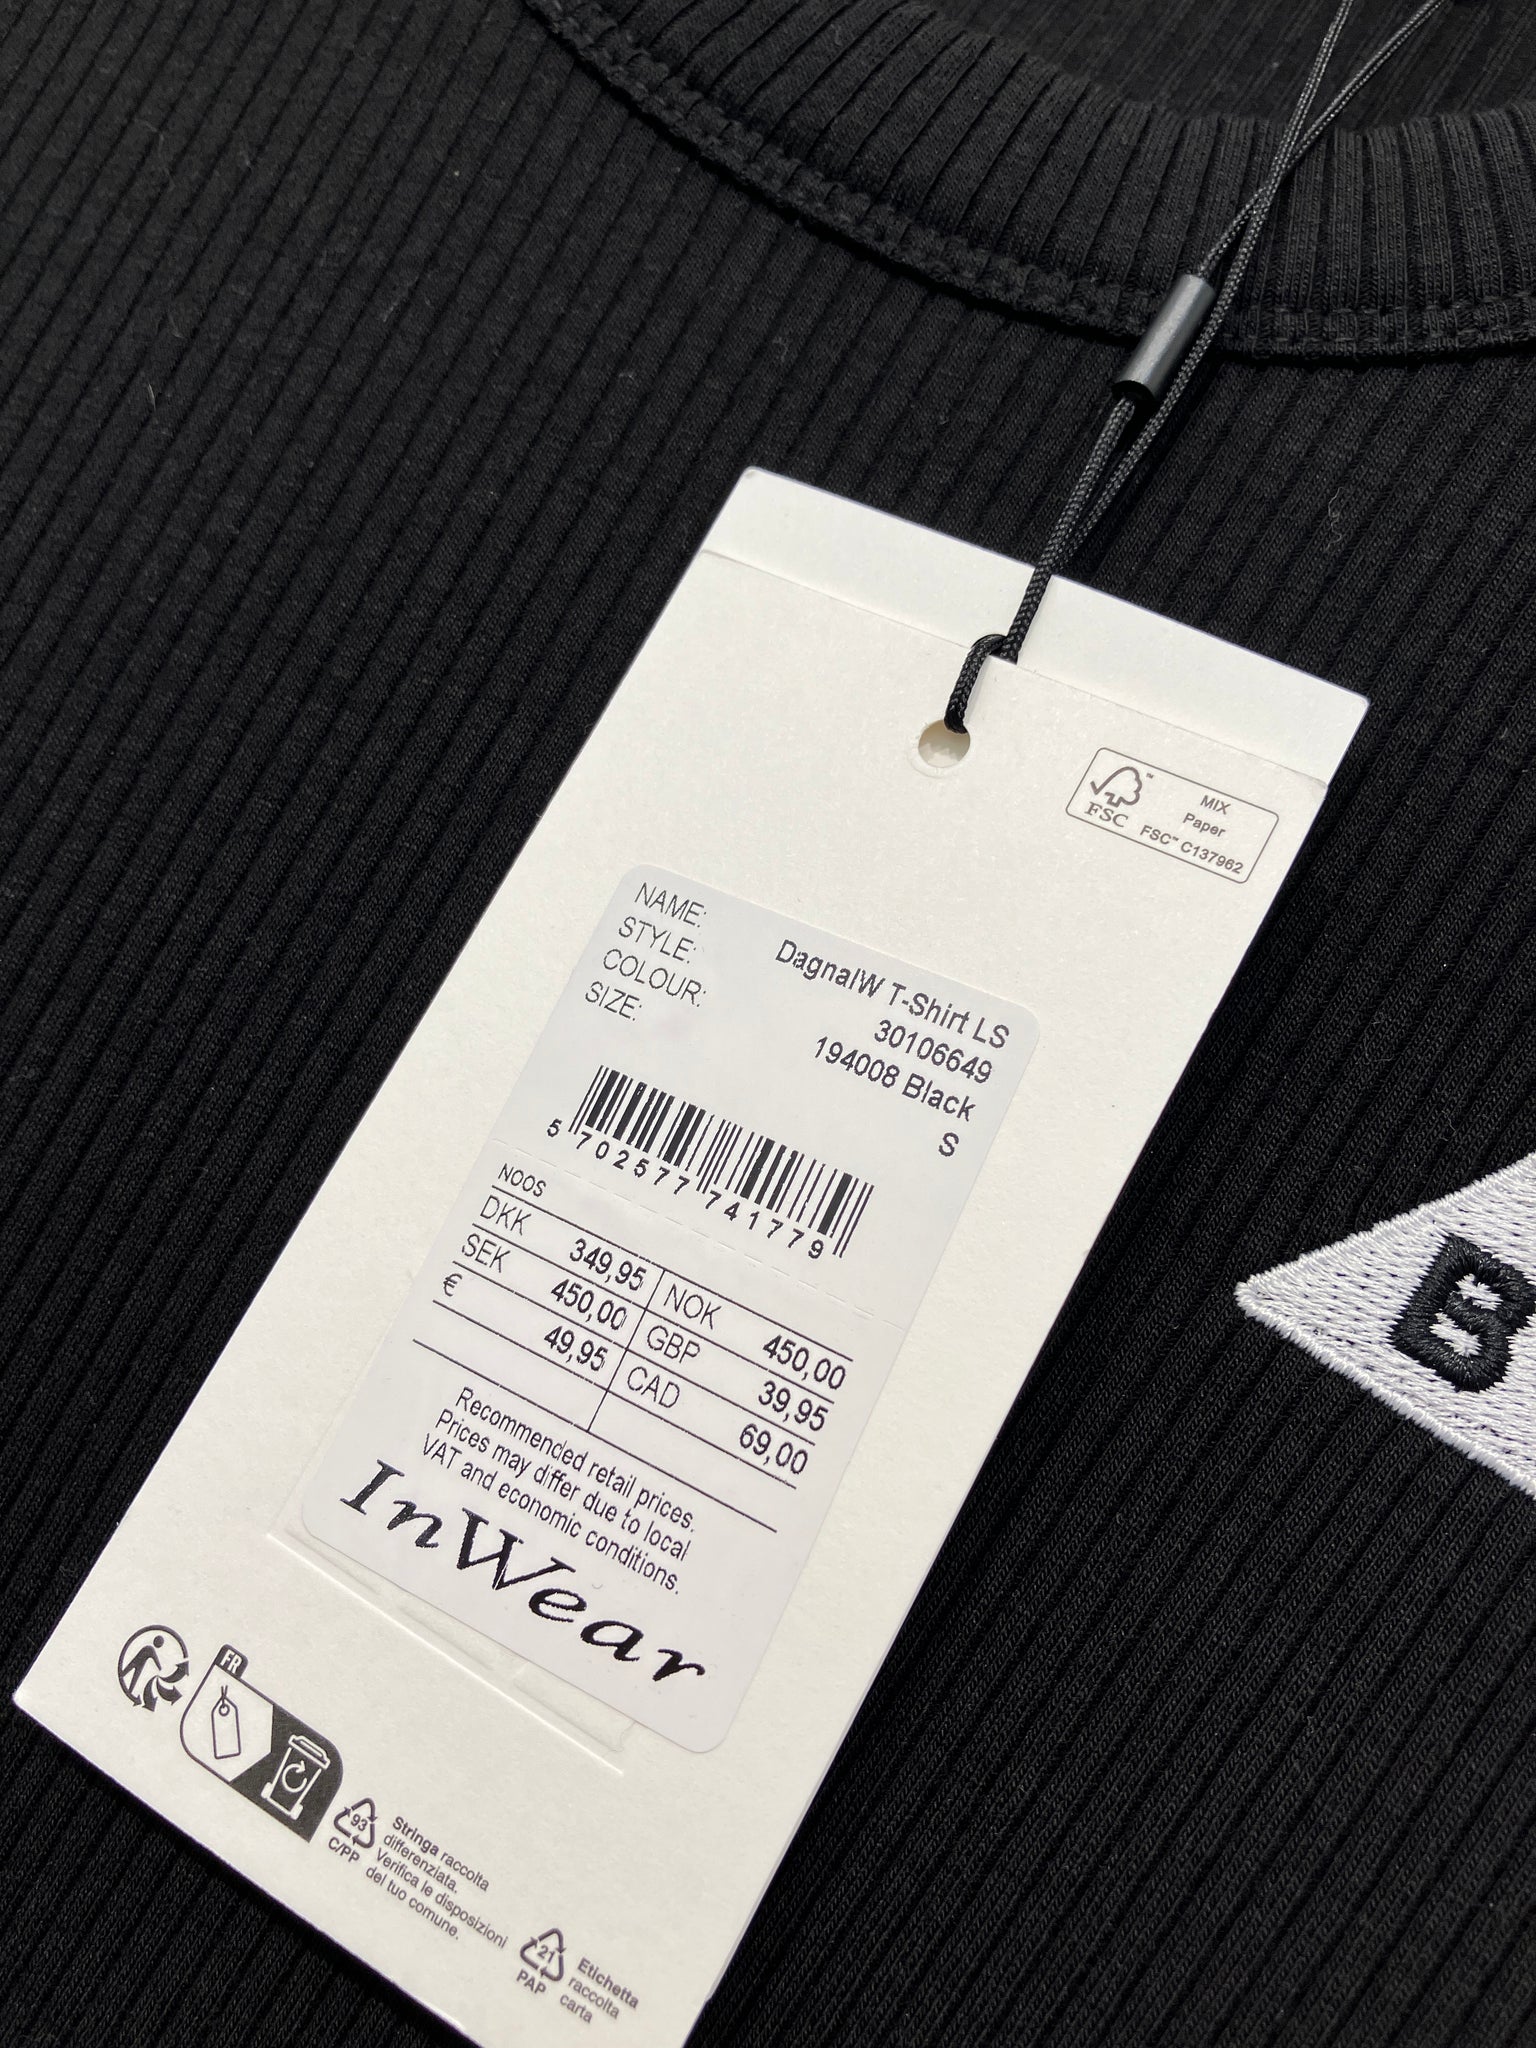 FSC™
MIX
Paper
FSC™ C137962
NAME: DagnaIW T-Shirt LS
STYLE: 30106649
COLOUR: 194008 Black
SIZE: S
5 702577 741779
NOOS
DKK 349,95 NOK 450,00
SEK 450,00 GBP 39,95
€ 49,95 CAD 69,00
Recommended retail prices.
Prices may differ due to local
VAT and economic conditions.
InWear
FR
93
C/PP
Stringa raccolta
differenziata.
Verifica le disposizioni
del tuo comune.
21
PAP
Etichetta
raccolta
carta
B